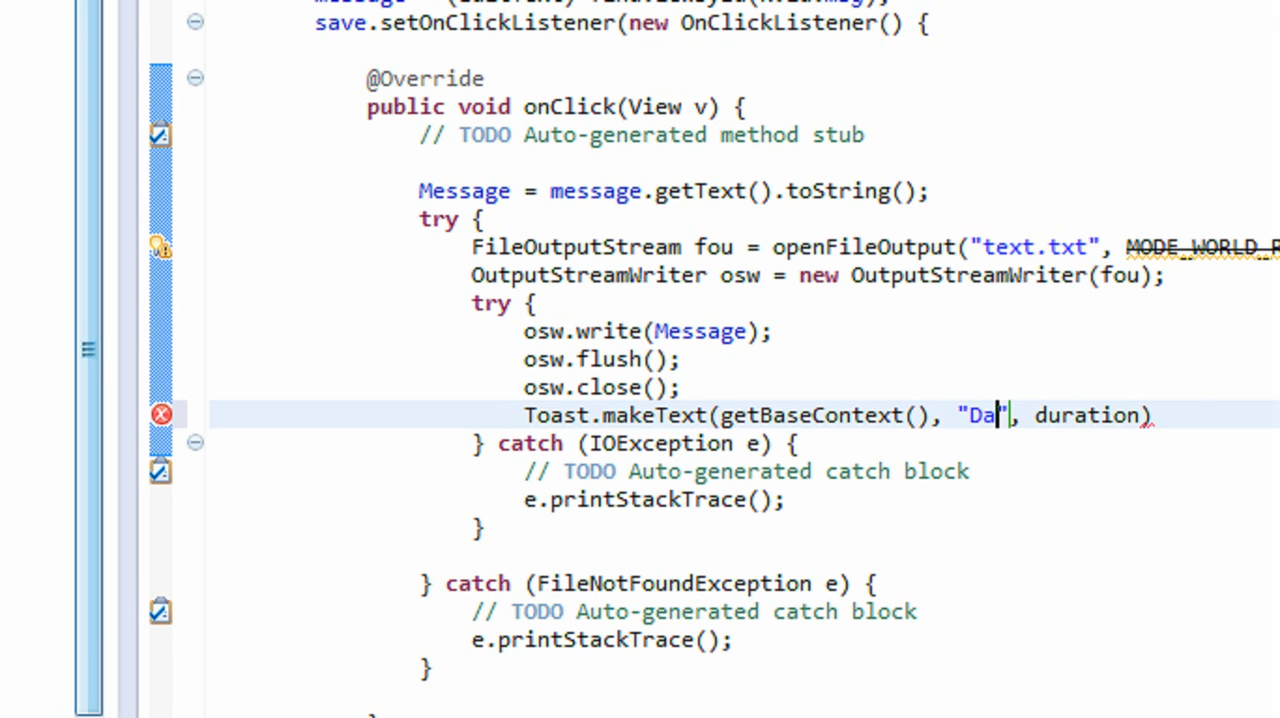 save.setOnClickListener(new OnClickListener() {
@Override
public void onClick(View v) {
// TODO Auto-generated method stub
Message = message.getText().toString();
try {
FileOutputStream fou = openFileOutput("text.txt", MODE_WORLD_R
OutputStreamWriter osw = new OutputStreamWriter(fou);
try {
osw.write(Message);
osw.flush();
osw.close();
Toast.makeText(getBaseContext(), "Da", duration)
} catch (IOException e) {
// TODO Auto-generated catch block
e.printStackTrace();
}
} catch (FileNotFoundException e) {
// TODO Auto-generated catch block
e.printStackTrace();
}